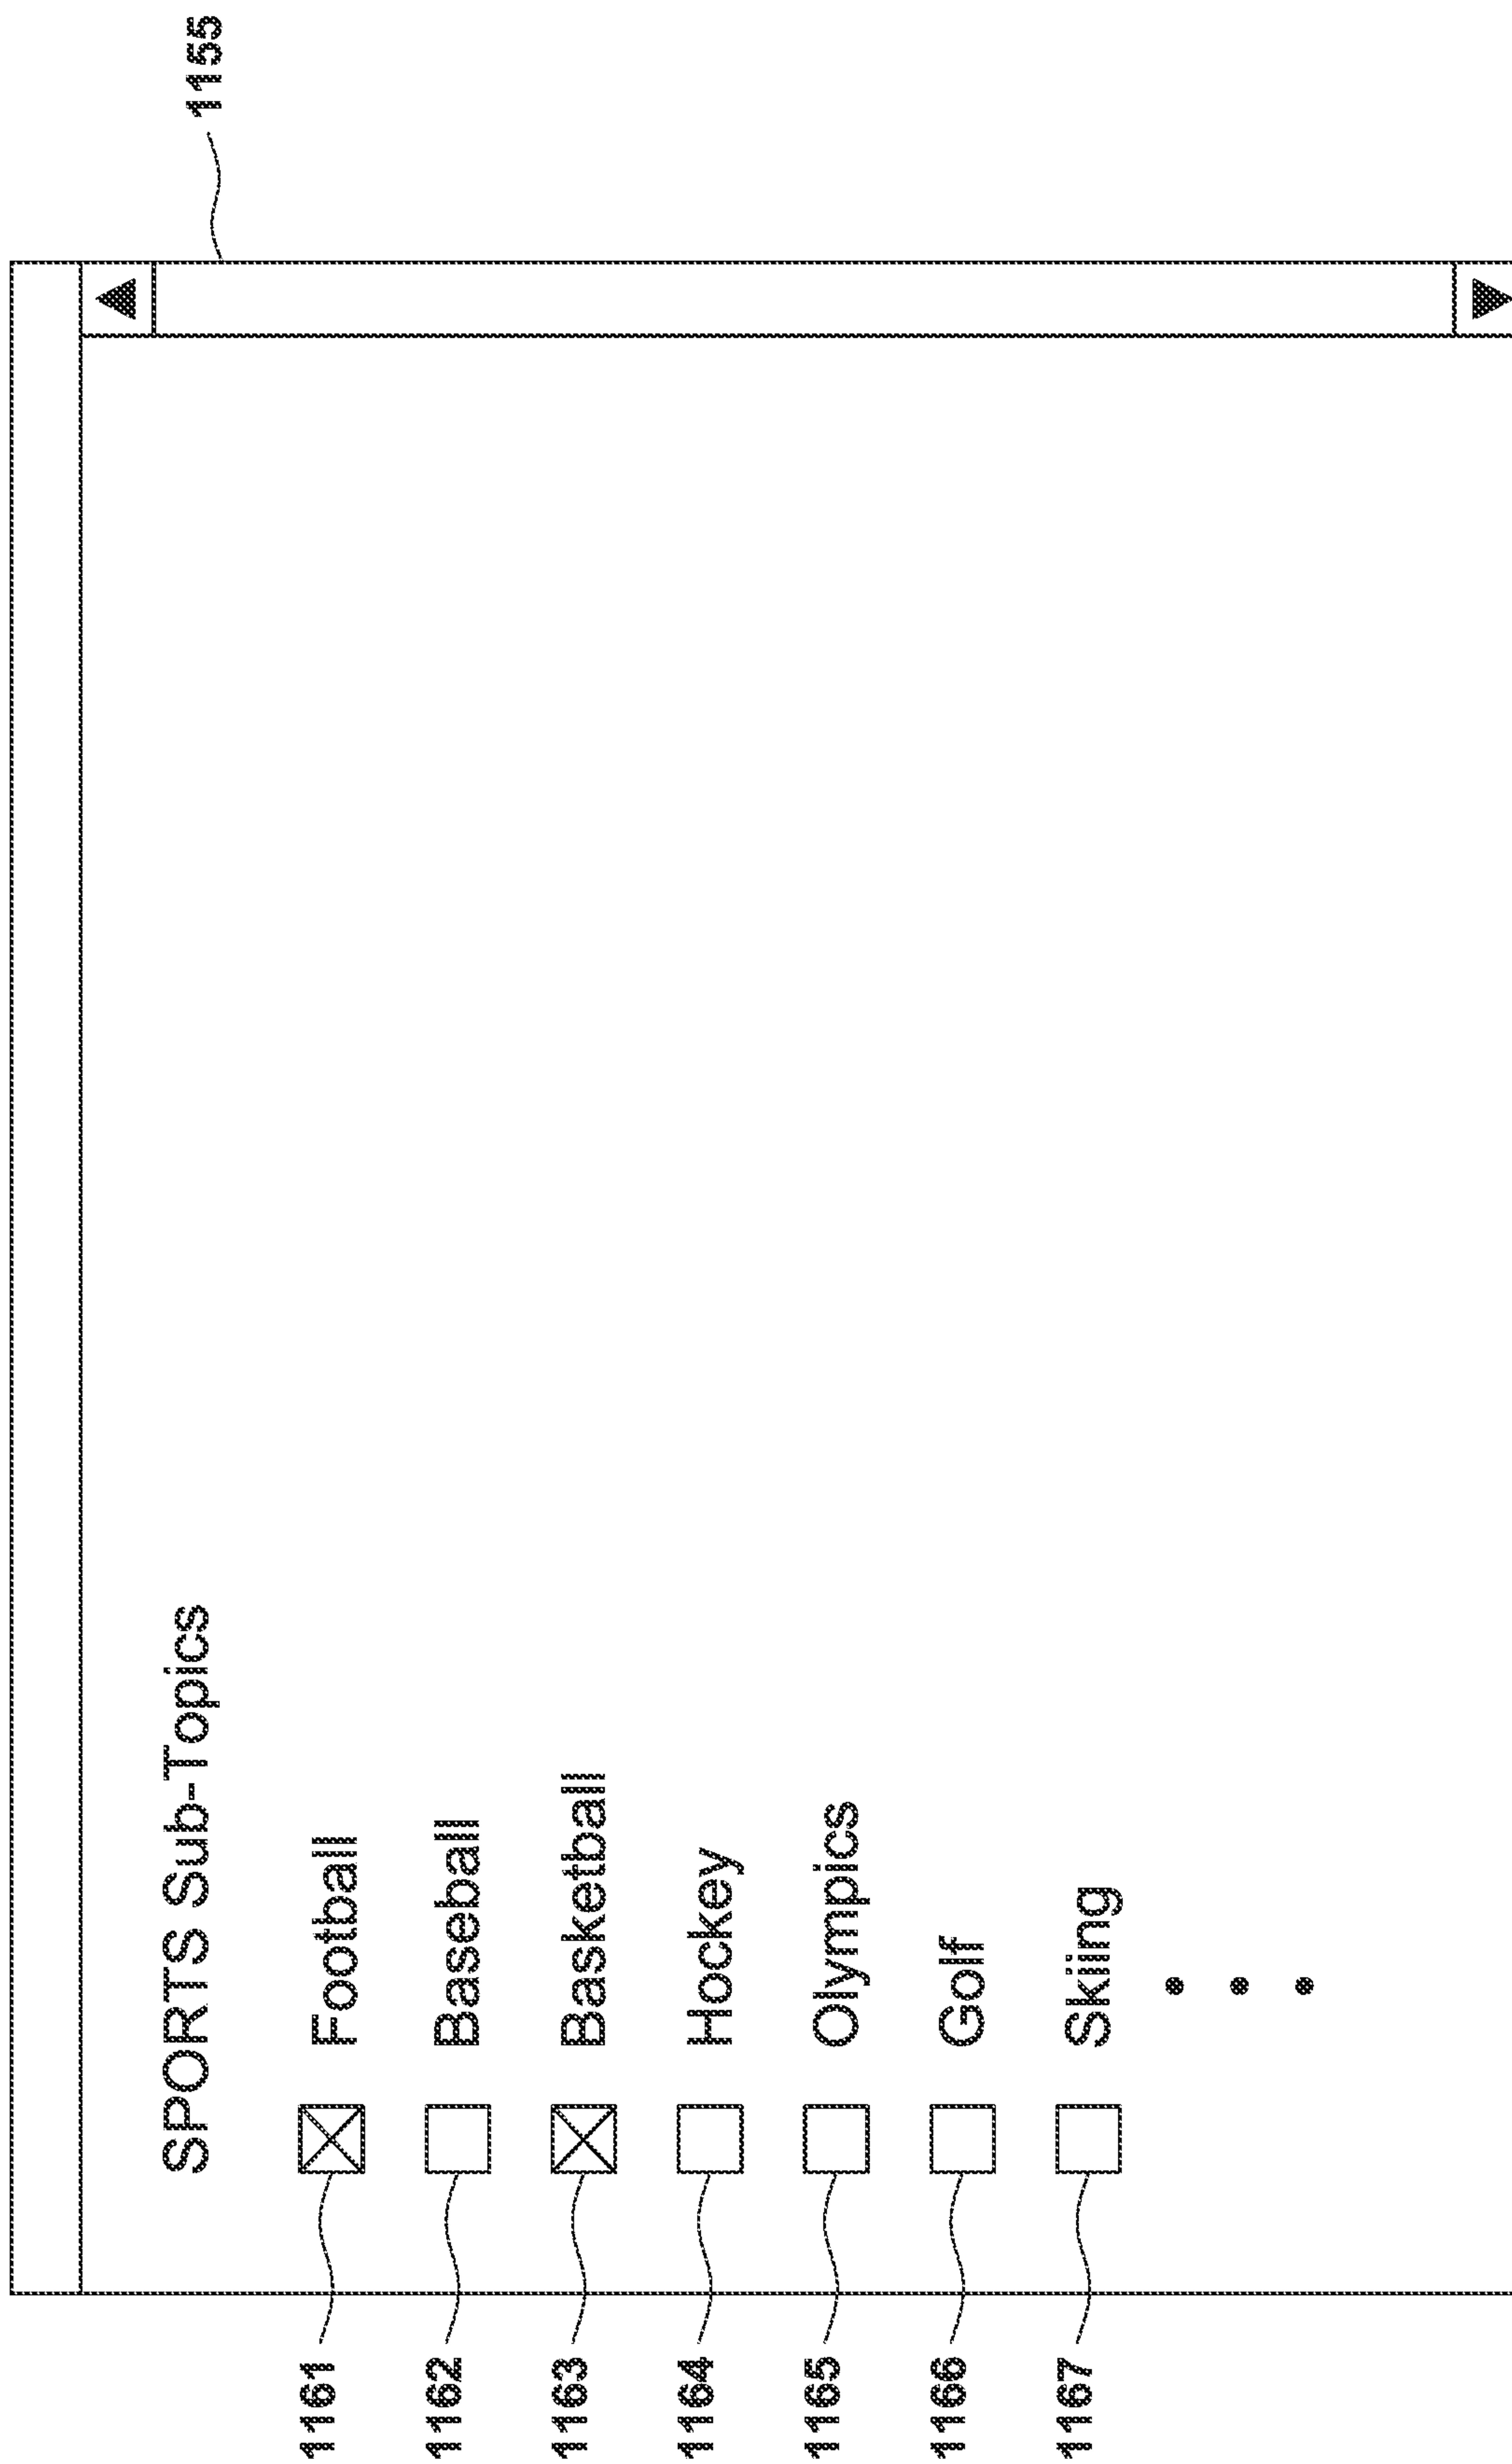 1155
SPORTS Sub-Topics
1161 Football
1162 Baseball
1163 Basketball
1164 Hockey
1165 Olympics
1166 Golf
1167 Skiing